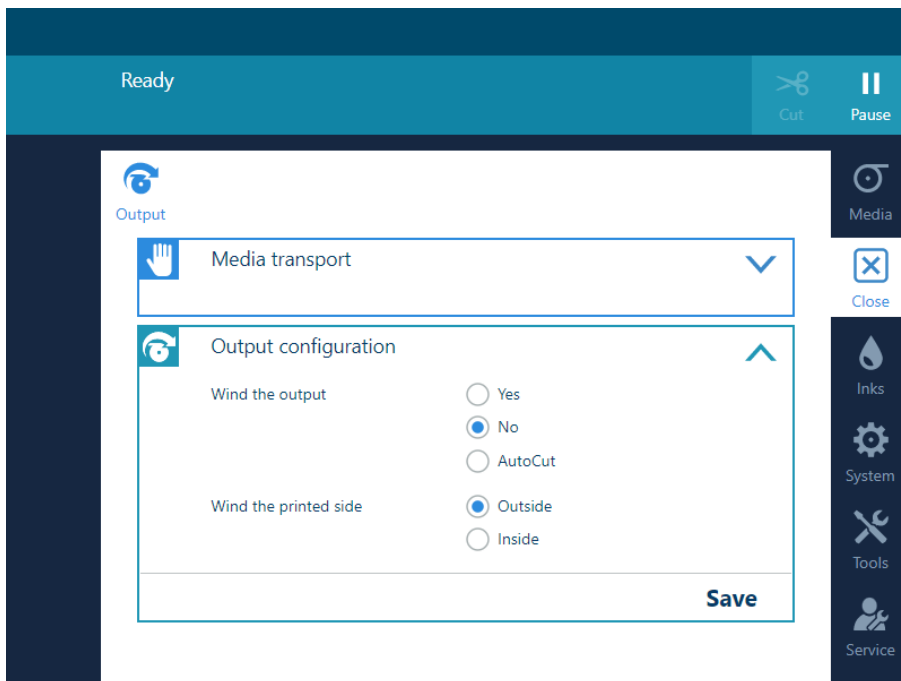 Ready
Cut
Pause
Output
Media
Media transport
Close
Output configuration
Wind the output
Yes
No
AutoCut
Wind the printed side
Outside
Inside
Save
Inks
System
Tools
Service